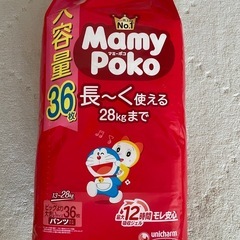 大容量
36枚
No.1
Mamy
マミーポコ
Poko
長〜く使える
28kgまで
13~28kg
36枚
パンツ
12時間モレ安心
unicharm